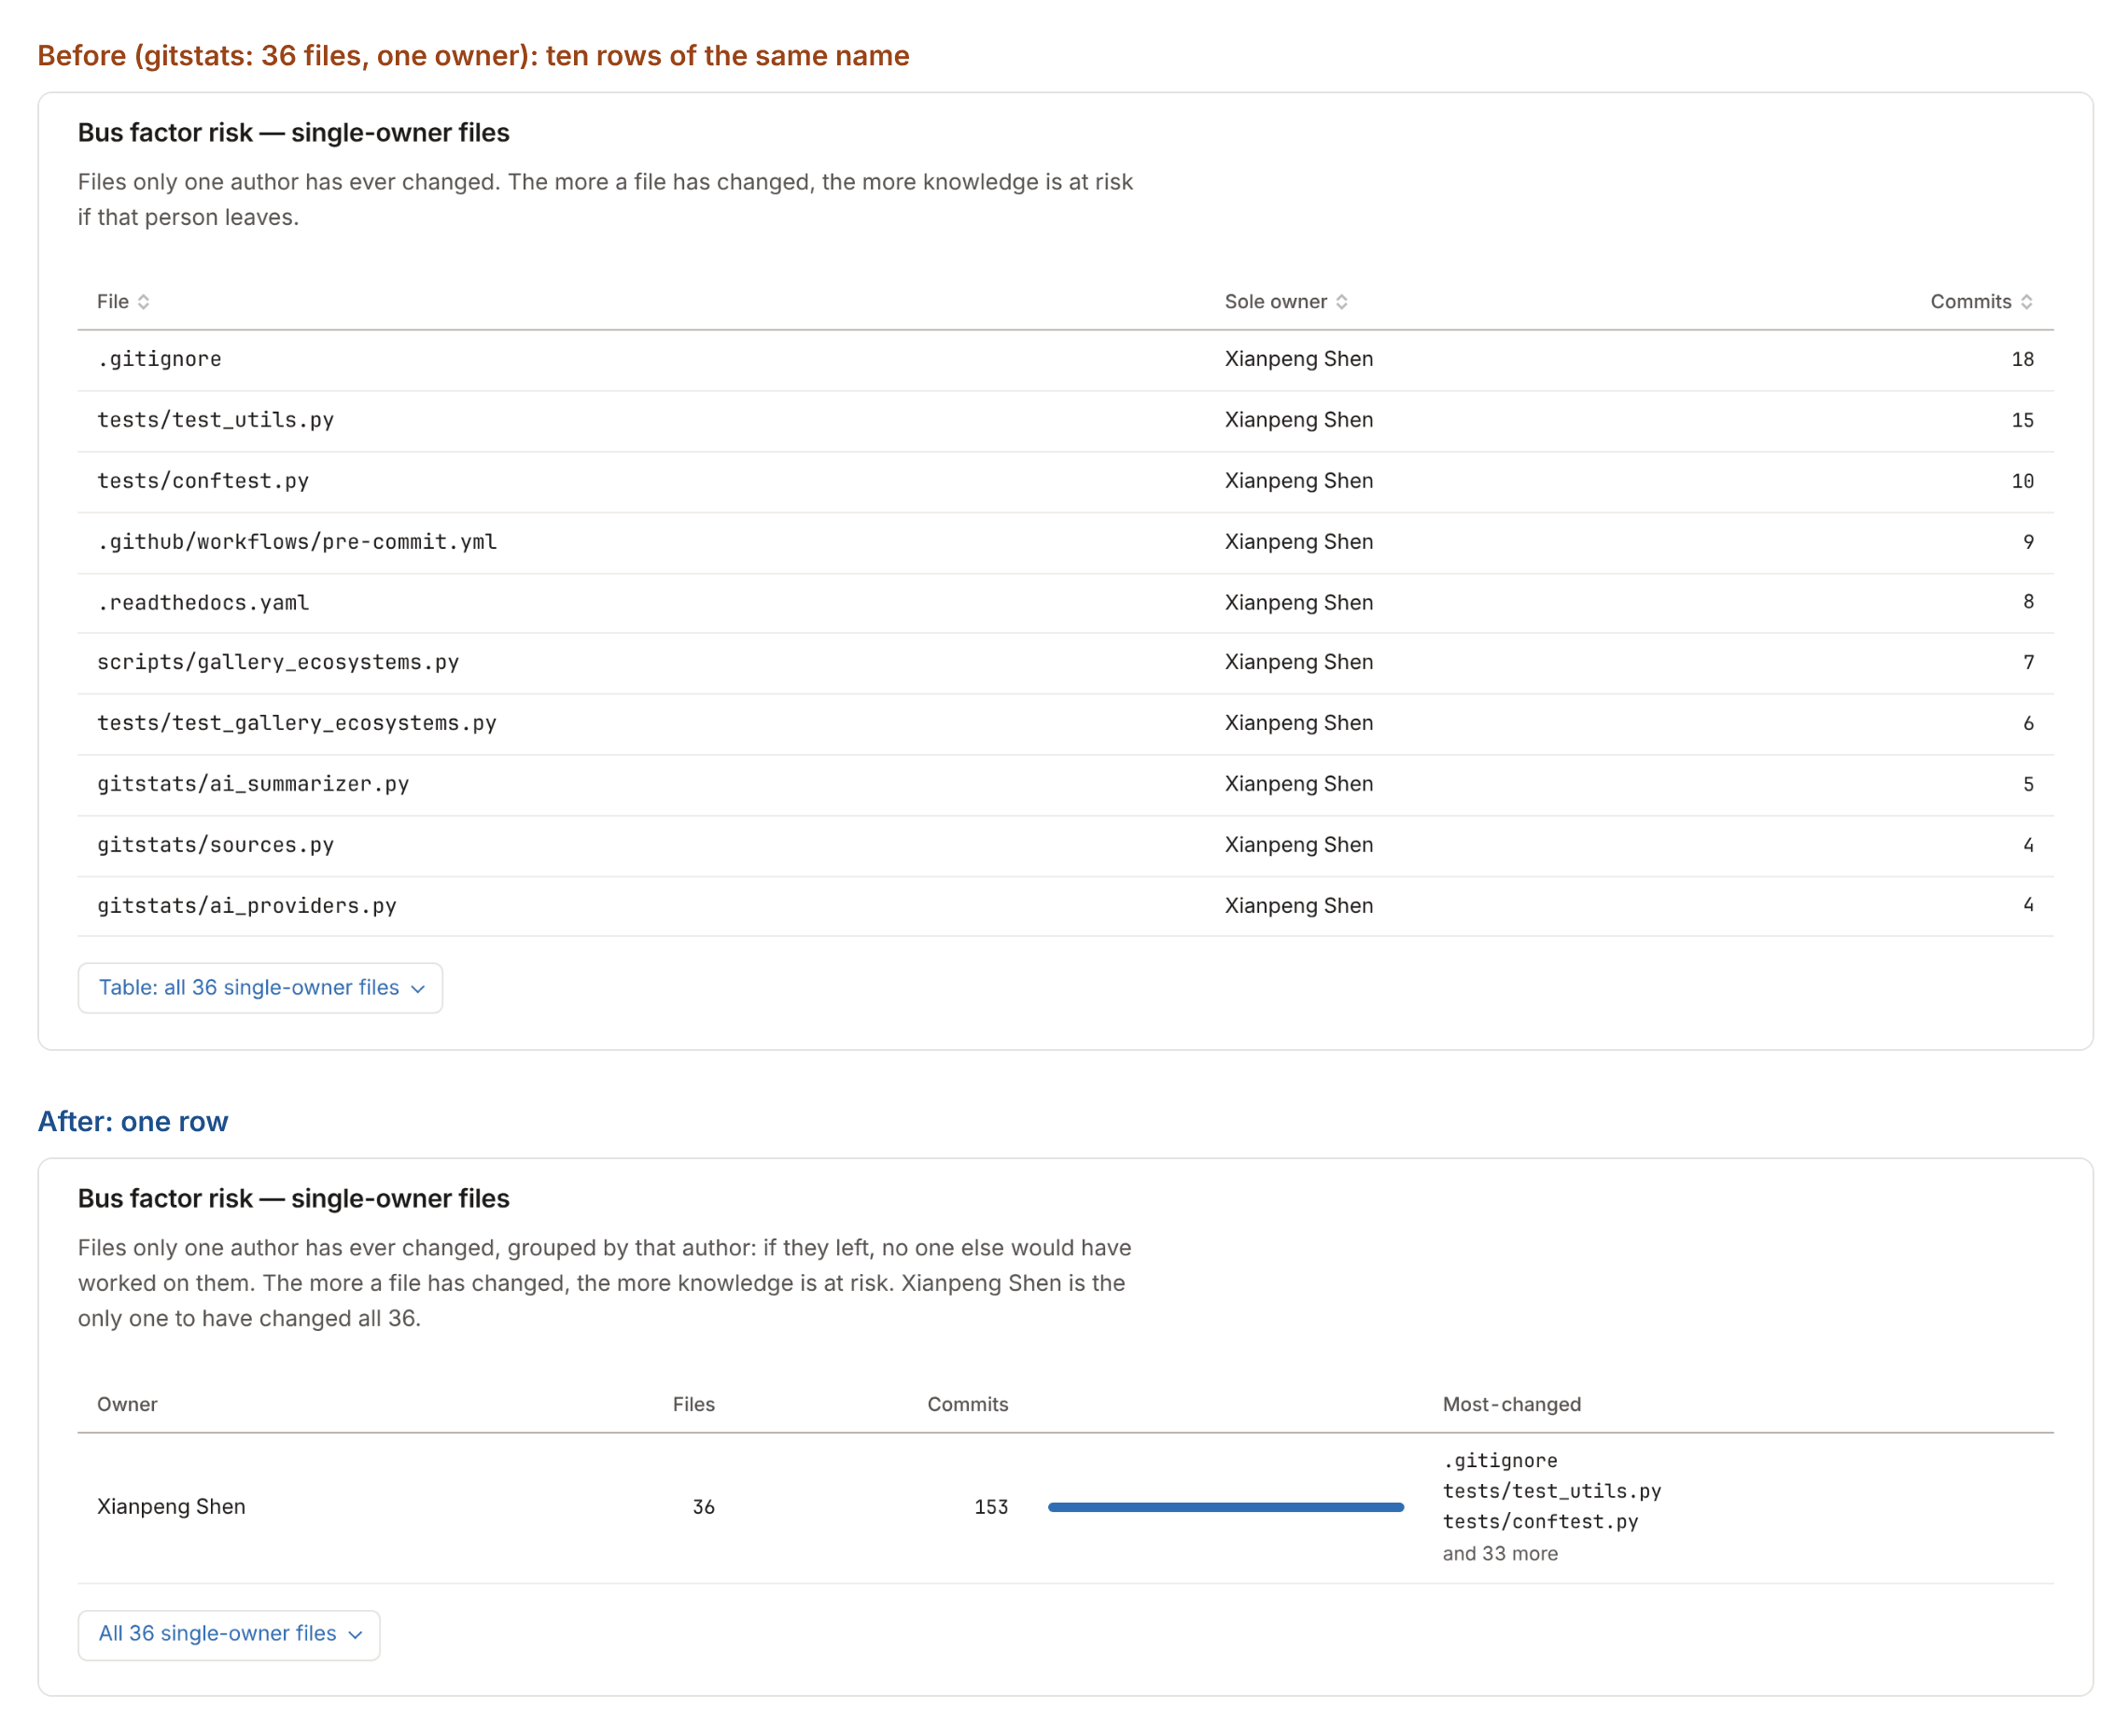 Before (gitstats: 36 files, one owner): ten rows of the same name
Bus factor risk — single-owner files
Files only one author has ever changed. The more a file has changed, the more knowledge is at risk
if that person leaves.
File Sole owner Commits
.gitignore Xianpeng Shen 18
tests/test_utils.py Xianpeng Shen 15
tests/conftest.py Xianpeng Shen 10
.github/workflows/pre-commit.yml Xianpeng Shen 9
.readthedocs.yaml Xianpeng Shen 8
scripts/gallery_ecosystems.py Xianpeng Shen 7
tests/test_gallery_ecosystems.py Xianpeng Shen 6
gitstats/ai_summarizer.py Xianpeng Shen 5
gitstats/sources.py Xianpeng Shen 4
gitstats/ai_providers.py Xianpeng Shen 4
Table: all 36 single-owner files
After: one row
Bus factor risk — single-owner files
Files only one author has ever changed, grouped by that author: if they left, no one else would have
worked on them. The more a file has changed, the more knowledge is at risk. Xianpeng Shen is the
only one to have changed all 36.
Owner Files Commits Most-changed
Xianpeng Shen 36 153
.gitignore
tests/test_utils.py
tests/conftest.py
and 33 more
All 36 single-owner files